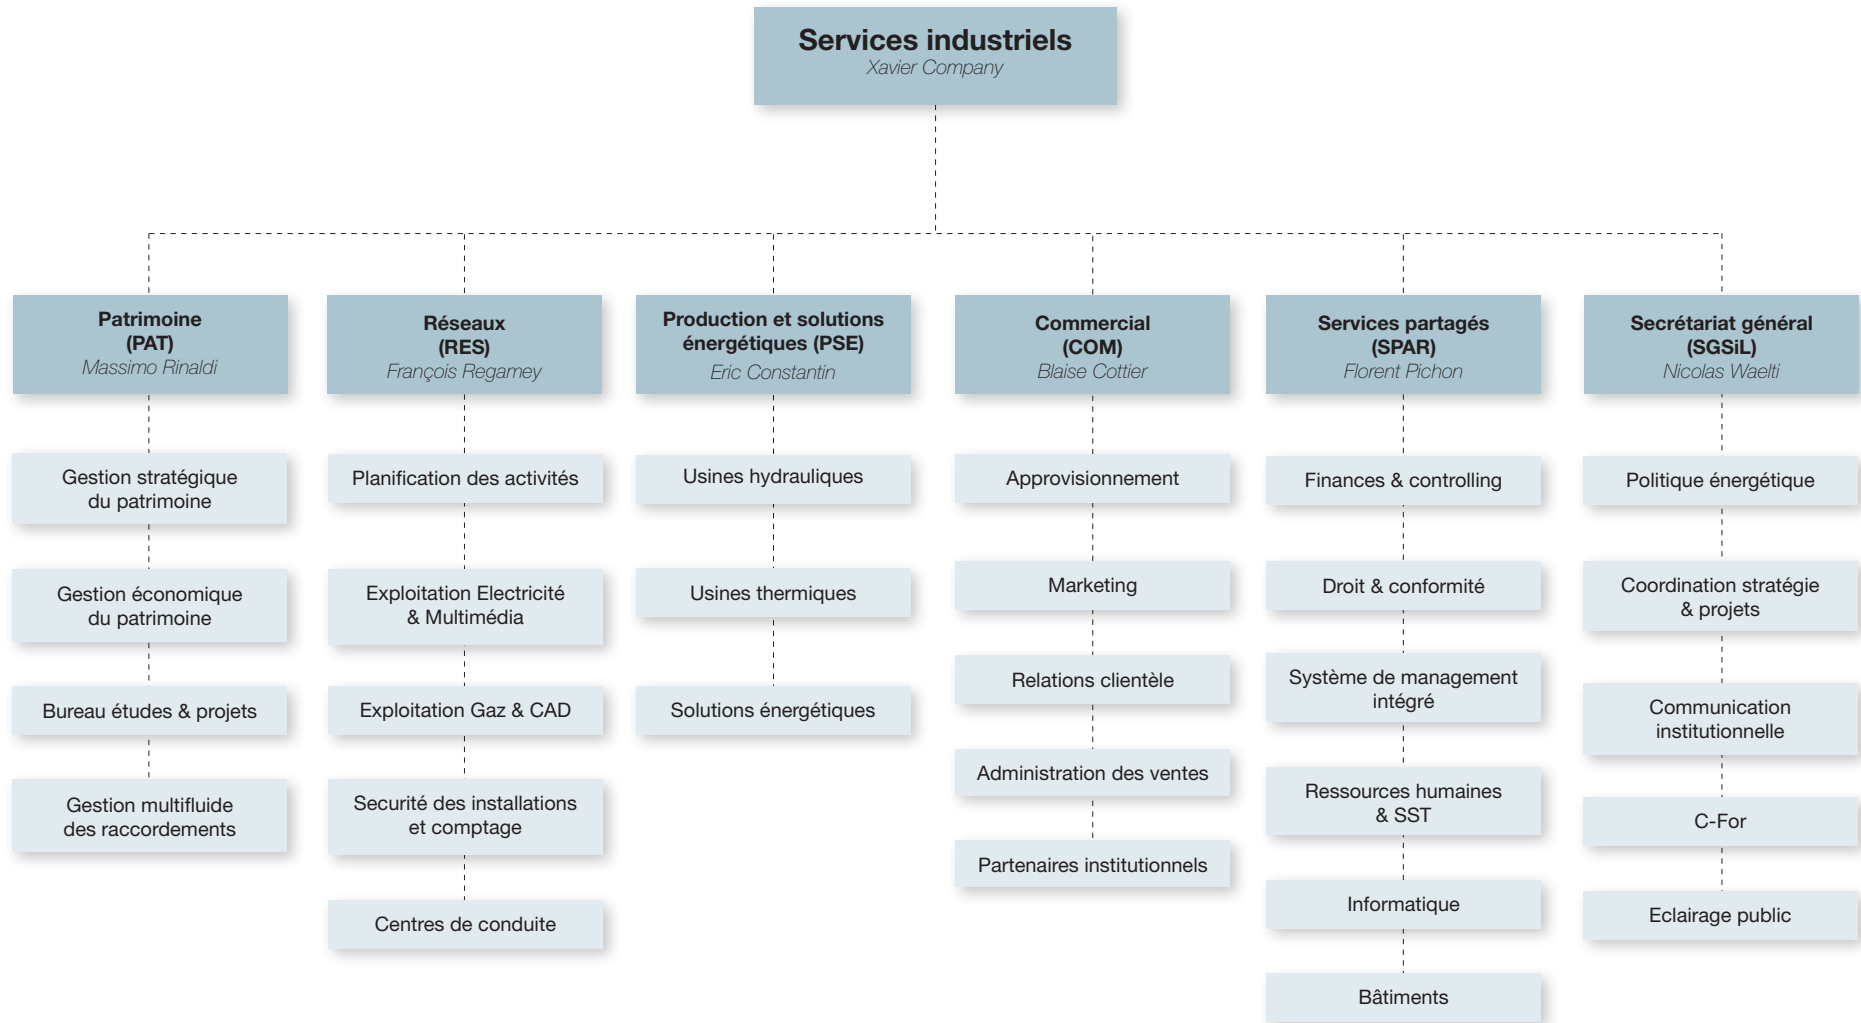 Services industriels
Xavier Company
Patrimoine
(PAT)
Massimo Rinaldi
Gestion stratégique
du patrimoine
Gestion économique
du patrimoine
Bureau études & projets
Gestion multifluide
des raccordements
Réseaux
(RES)
François Regamey
Planification des activités
Exploitation Electricité
& Multimédia
Exploitation Gaz & CAD
Securité des installations
et comptage
Centres de conduite
Production et solutions
énergétiques (PSE)
Eric Constantin
Usines hydrauliques
Usines thermiques
Solutions énergétiques
Commercial
(COM)
Blaise Cottier
Approvisionnement
Marketing
Relations clientèle
Administration des ventes
Partenaires institutionnels
Services partagés
(SPAR)
Florent Pichon
Finances & controlling
Droit & conformité
Système de management
intégré
Ressources humaines
& SST
Informatique
Bâtiments
Secrétariat général
(SGSiL)
Nicolas Waelti
Politique énergétique
Coordination stratégie
& projets
Communication
institutionnelle
C-For
Eclairage public